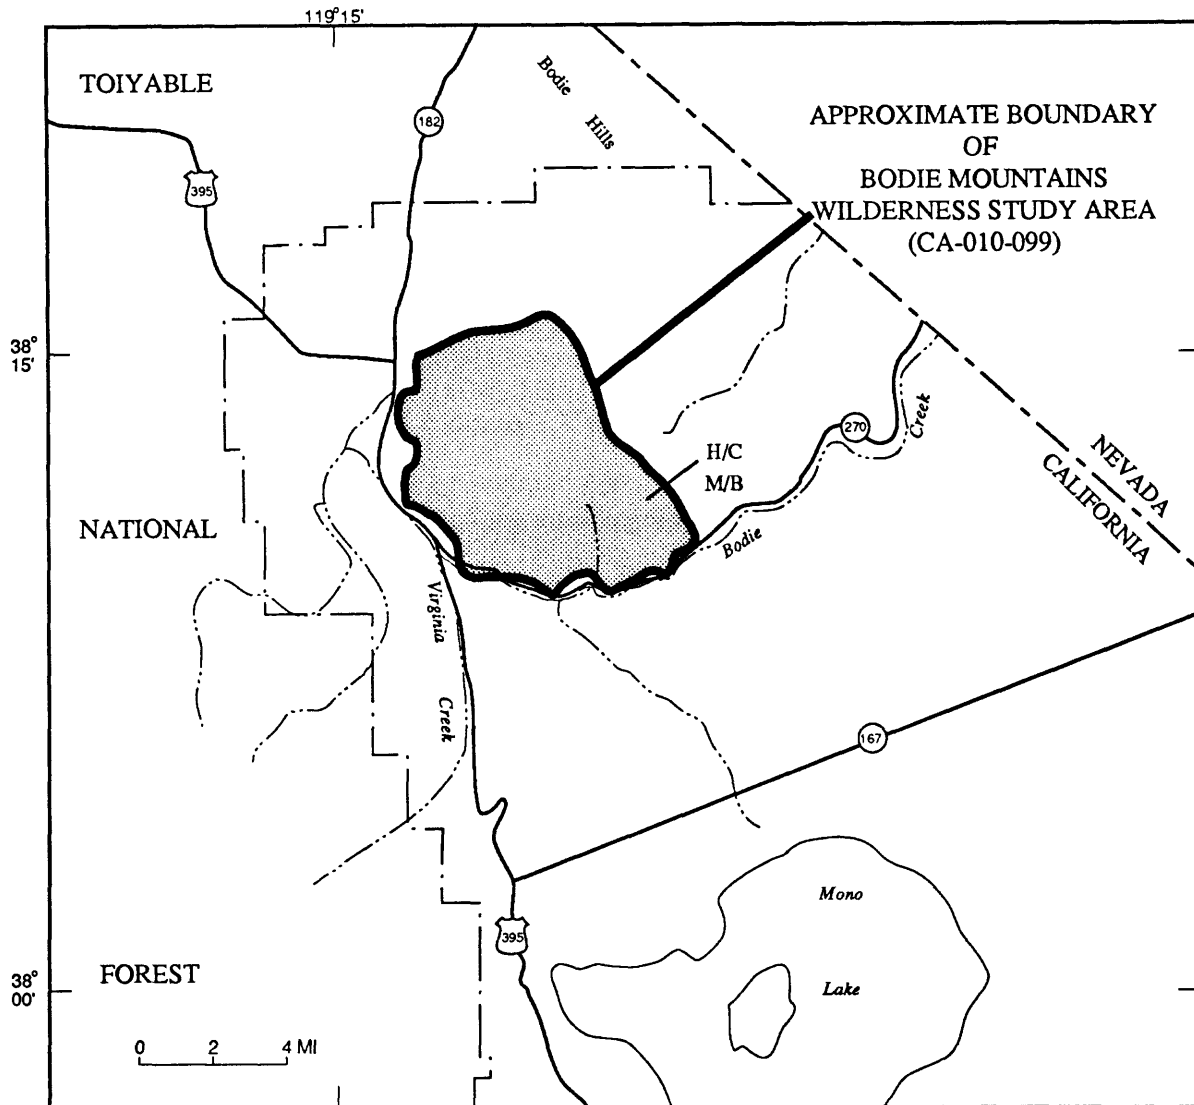 119°15'
TOIYABLE
Bodie
Hills
182
APPROXIMATE BOUNDARY
OF
BODIE MOUNTAINS
WILDERNESS STUDY AREA
(CA-010-099)
395
38°
15'
H/C
M/B
270
Creek
Bodie
NEVADA
CALIFORNIA
NATIONAL
Virginia
Creek
167
Mono
Lake
395
FOREST
38°
00'
0 2 4 MI